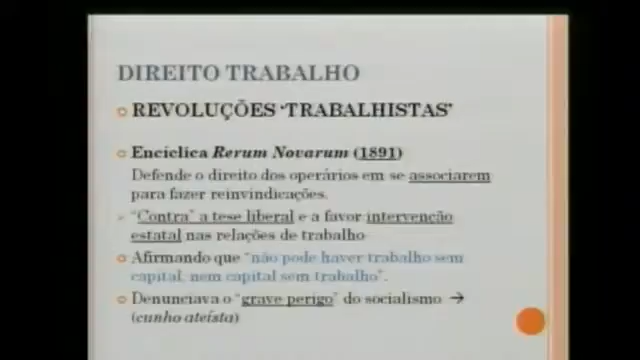 DIREITO TRABALHO
REVOLUÇÕES ‘TRABALHISTAS’
Encíclica Rerum Novarum (1891)
Defende o direito dos operários em se associarem
para fazer reinvindicações.
“Contra” a tese liberal e a favor intervenção
estatal nas relações de trabalho
Afirmando que “não pode haver trabalho sem
capital, nem capital sem trabalho”.
Denunciava o “grave perigo” do socialismo →
(cunho ateísta)